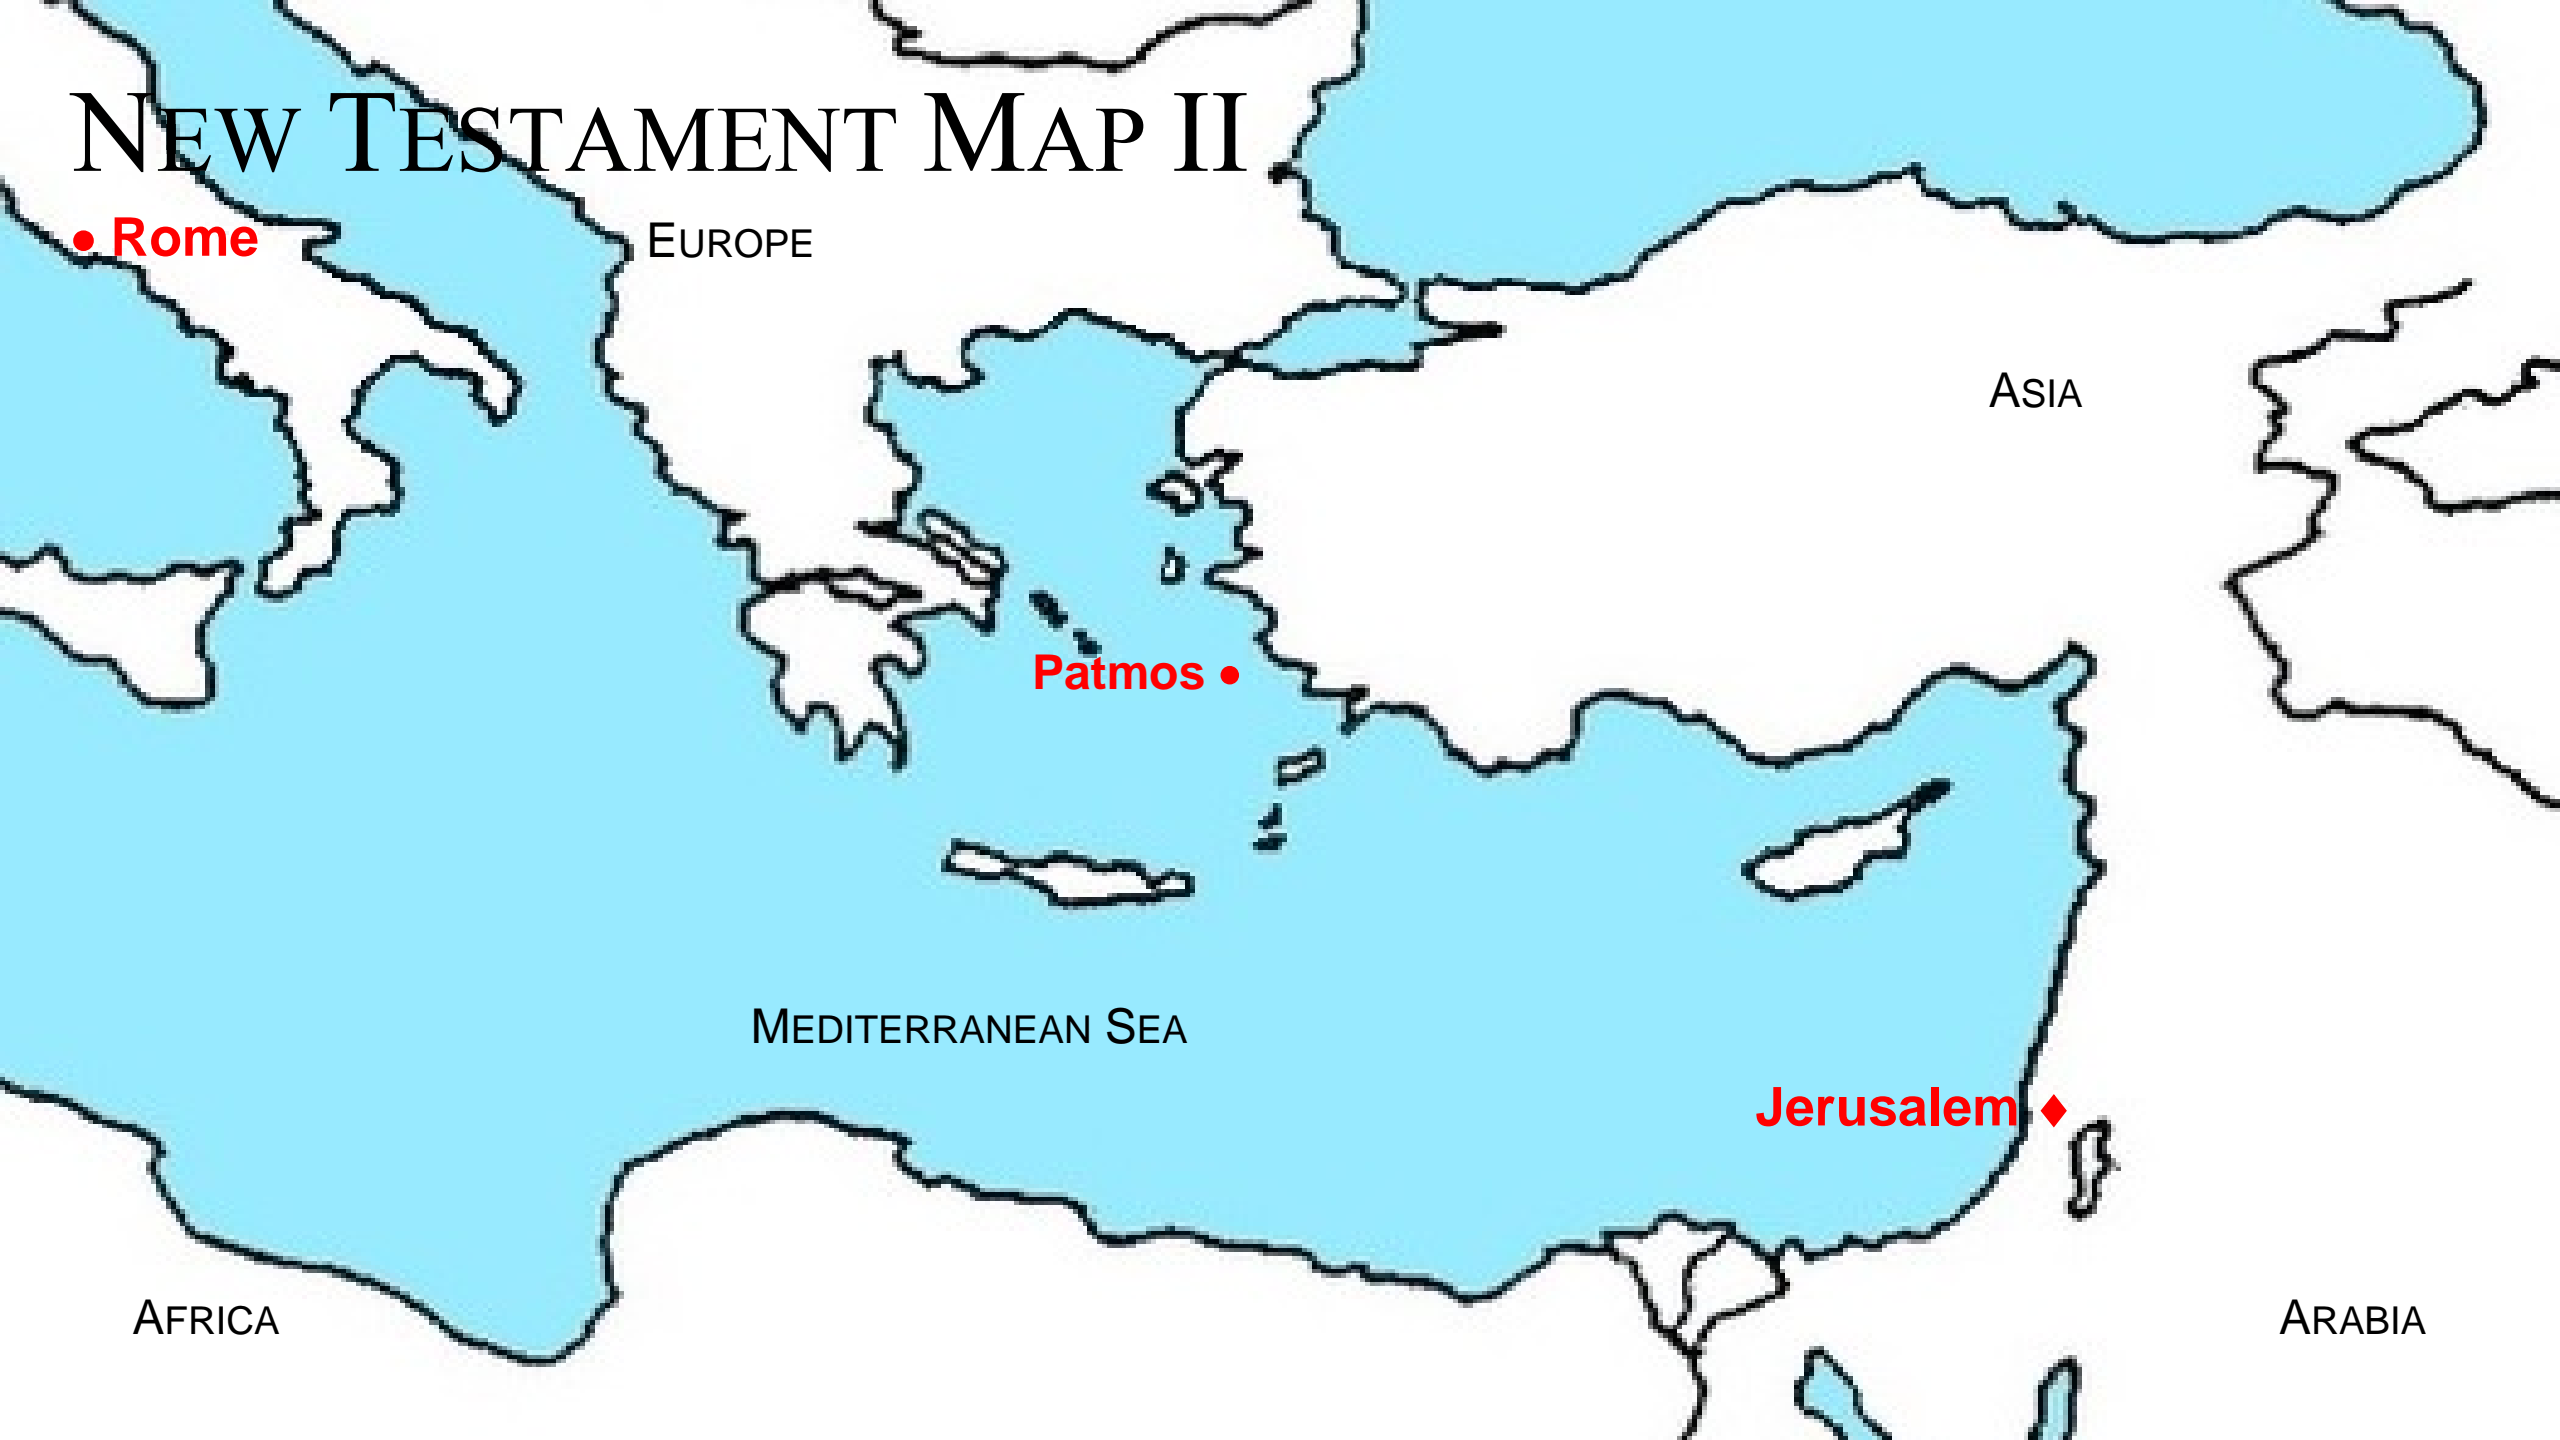 NEW TESTAMENT MAP II
• Rome
EUROPE
ASIA
Patmos •
MEDITERRANEAN SEA
Jerusalem ♦
AFRICA
ARABIA